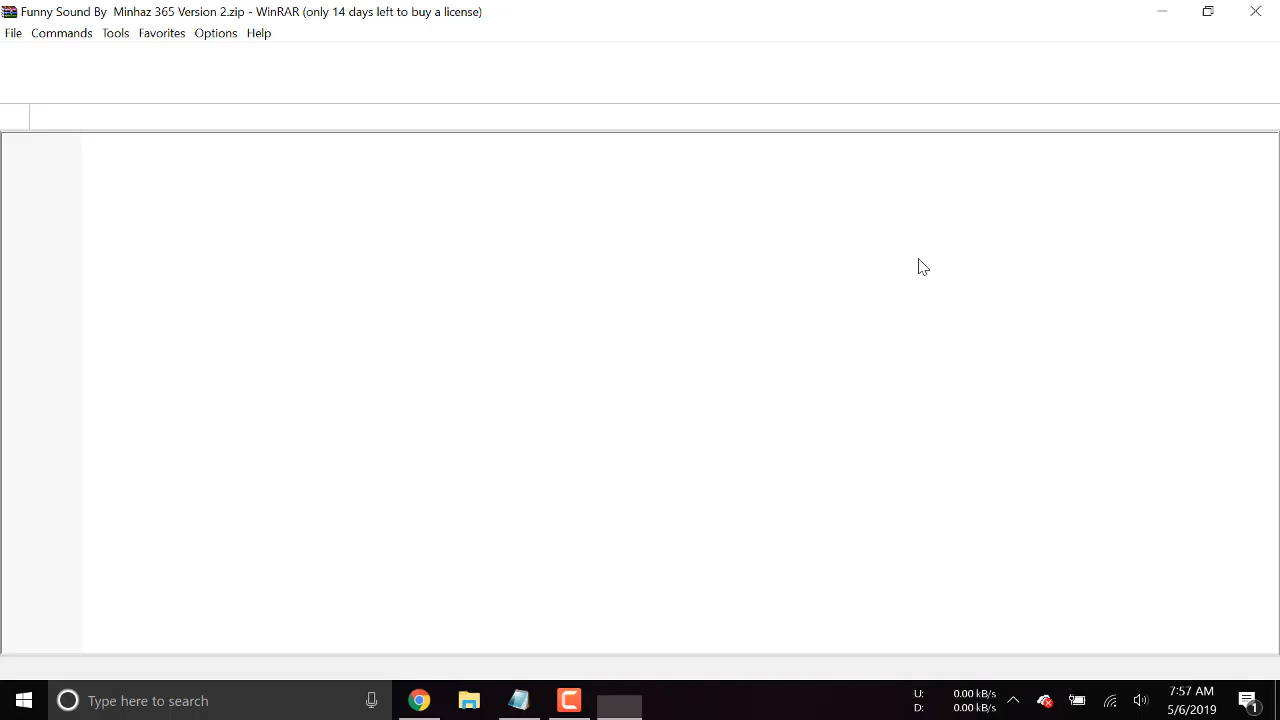 Funny Sound By  Minhaz 365 Version 2.zip - WinRAR (only 14 days left to buy a license)
File Commands Tools Favorites Options Help
Type here to search
U: 0.00 kB/s
D: 0.00 kB/s
7:57 AM
5/6/2019
1